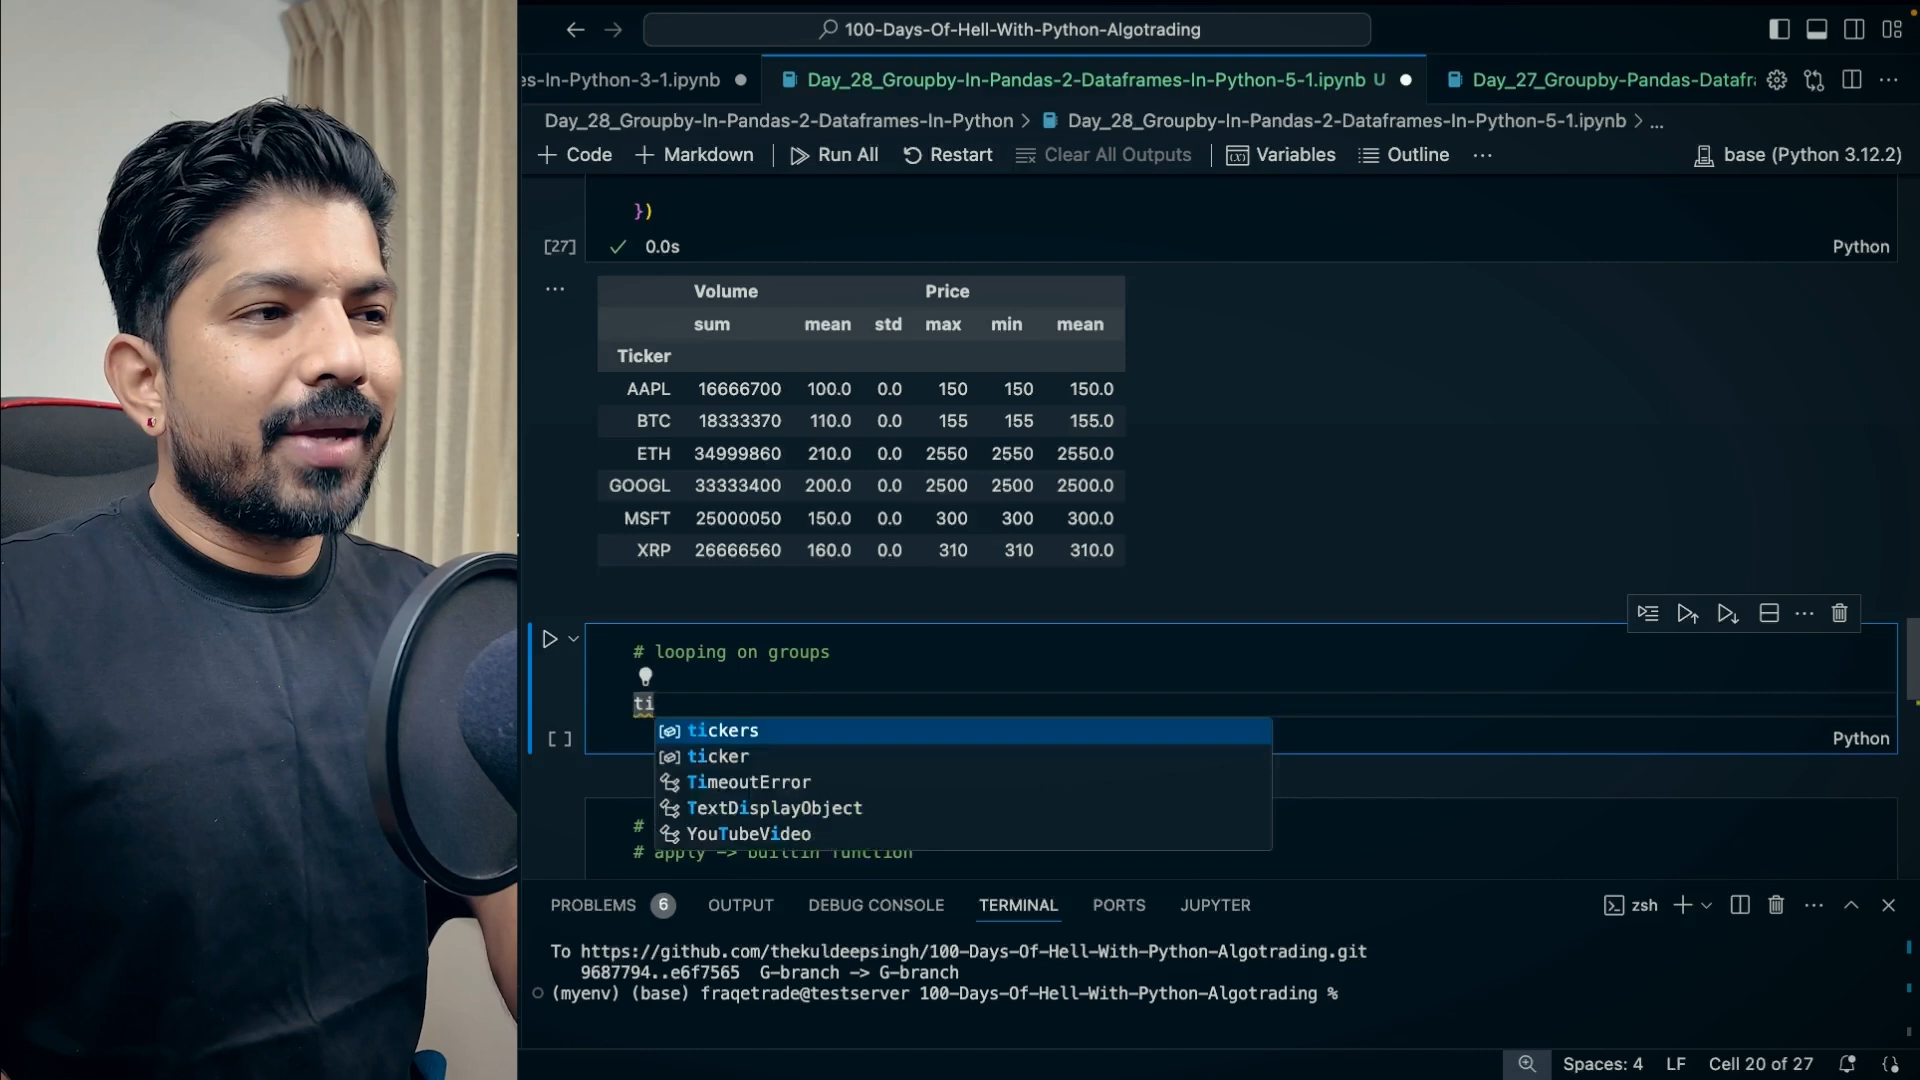 100-Days-Of-Hell-With-Python-Algotrading
s-In-Python-3-1.ipynb
Day_28_Groupby-In-Pandas-2-Dataframes-In-Python-5-1.ipynb U
Day_27_Groupby-Pandas-Datafr
Day_28_Groupby-In-Pandas-2-Dataframes-In-Python > Day_28_Groupby-In-Pandas-2-Dataframes-In-Python-5-1.ipynb > ...
+ Code + Markdown Run All Restart Clear All Outputs Variables Outline ... base (Python 3.12.2)
})
[27] ✓ 0.0s Python
Volume Price
sum mean std max min mean
Ticker
AAPL 16666700 100.0 0.0 150 150 150.0
BTC 18333370 110.0 0.0 155 155 155.0
ETH 34999860 210.0 0.0 2550 2550 2550.0
GOOGL 33333400 200.0 0.0 2500 2500 2500.0
MSFT 25000050 150.0 0.0 300 300 300.0
XRP 26666560 160.0 0.0 310 310 310.0
# looping on groups
ti
tickers
[ ] Python
ticker
TimeoutError
TextDisplayObject
YouTubeVideo
#
# apply -> builtin function
PROBLEMS 6 OUTPUT DEBUG CONSOLE TERMINAL PORTS JUPYTER zsh
To https://github.com/thekuldeepsingh/100-Days-Of-Hell-With-Python-Algotrading.git
9687794..e6f7565 G-branch -> G-branch
(myenv) (base) fraqetrade@testserver 100-Days-Of-Hell-With-Python-Algotrading %
Spaces: 4 LF Cell 20 of 27